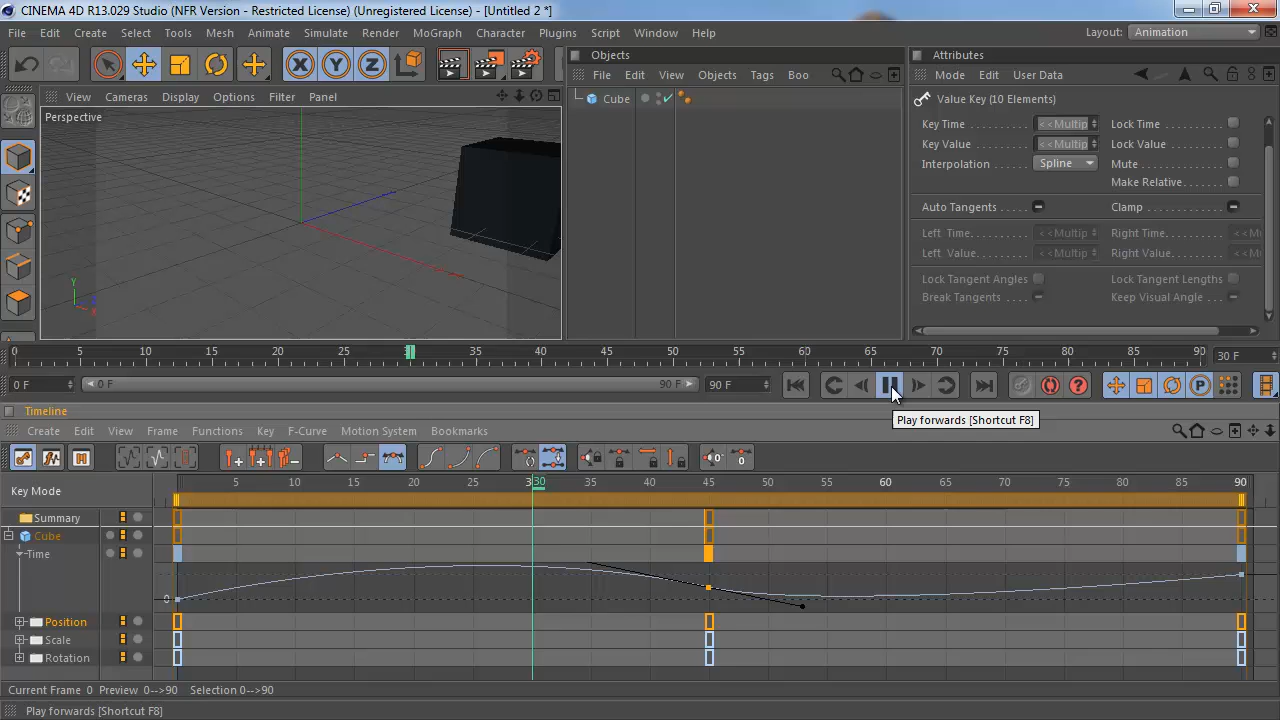 CINEMA 4D R13.029 Studio (NFR Version - Restricted License) (Unregistered License) - [Untitled 2 *]
File Edit Create Select Tools Mesh Animate Simulate Render MoGraph Character Plugins Script Window Help
Layout: Animation
X Y Z
Objects
Attributes
View Cameras Display Options Filter Panel
File Edit View Objects Tags Boo
Mode Edit User Data
Perspective
Cube
Value Key (10 Elements)
Key Time <<Multip Lock Time
Key Value <<Multip Lock Value
Interpolation Spline Mute
Make Relative
Auto Tangents Clamp
Left Time: <<Multip Right Time: <<M
Left Value <<Multip Right Value: <<M
Lock Tangent Angles Lock Tangent Lengths
Break Tangents Keep Visual Angle
Y
0 5 10 15 20 25 30 35 40 45 50 55 60 65 70 75 80 85 90 30 F
0 F 0 F 90 F 90 F
P
Play forwards [Shortcut F8]
Timeline
Create Edit View Frame Functions Key F-Curve Motion System Bookmarks
Key Mode
5 10 15 20 25 30 35 40 45 50 55 60 65 70 75 80 85 90
Summary
Cube
Time
0
Position
Scale
Rotation
Current Frame 0 Preview 0-->90 Selection 0-->90
Play forwards [Shortcut F8]